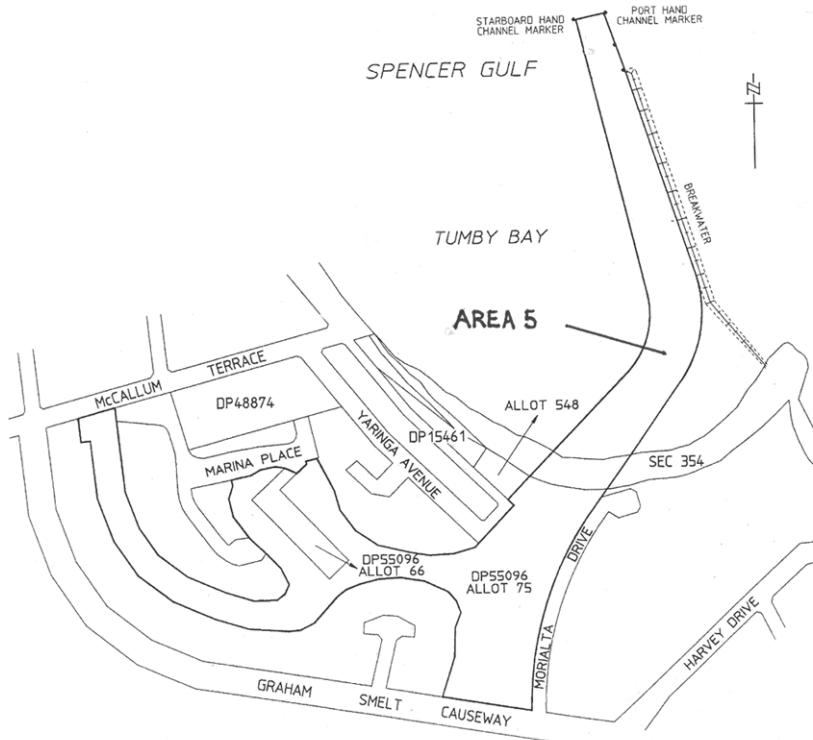 STARBOARD HAND
CHANNEL MARKER
PORT HAND
CHANNEL MARKER
SPENCER GULF
N
BREAKWATER
TUMBY BAY
AREA 5
McCALLUM TERRACE
DP48874
ALLOT 548
DP15461
YARINGA AVENUE
MARINA PLACE
SEC 354
DP55096
ALLOT 66
DP55096
ALLOT 75
MORIALTA DRIVE
HARVEY DRIVE
GRAHAM SMELT CAUSEWAY